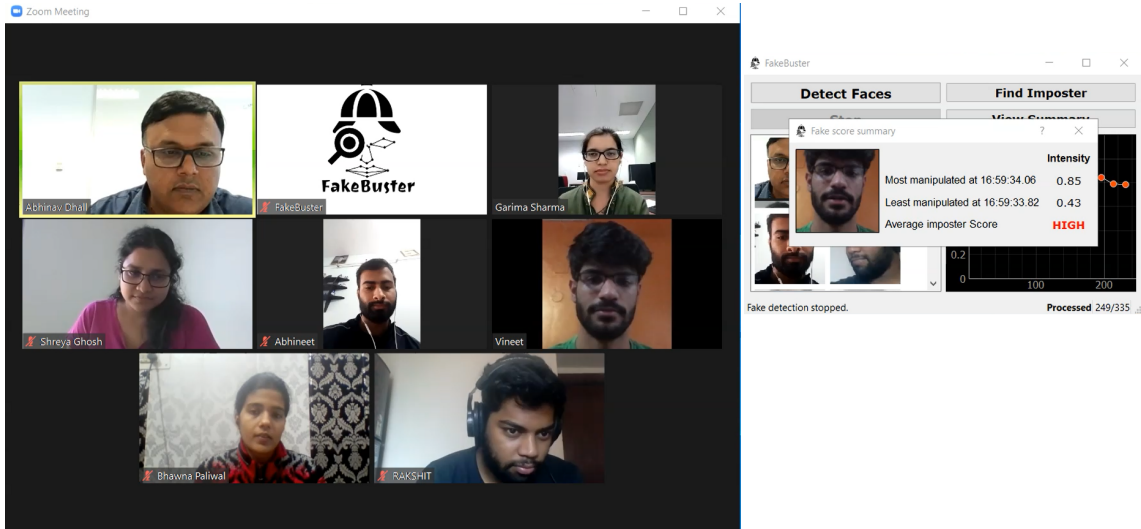 Zoom Meeting
Abhinav Dhall
FakeBuster
FakeBuster
Garima Sharma
Shreya Ghosh
Abhineet
Vineet
Bhawna Paliwal
RAKSHIT
FakeBuster
Detect Faces
Find Imposter
Stop
View Summary
Fake score summary
?
Intensity
Most manipulated at 16:59:34.06 0.85
Least manipulated at 16:59:33.82 0.43
Average imposter Score HIGH
0.2
0
100 200
Fake detection stopped.
Processed 249/335